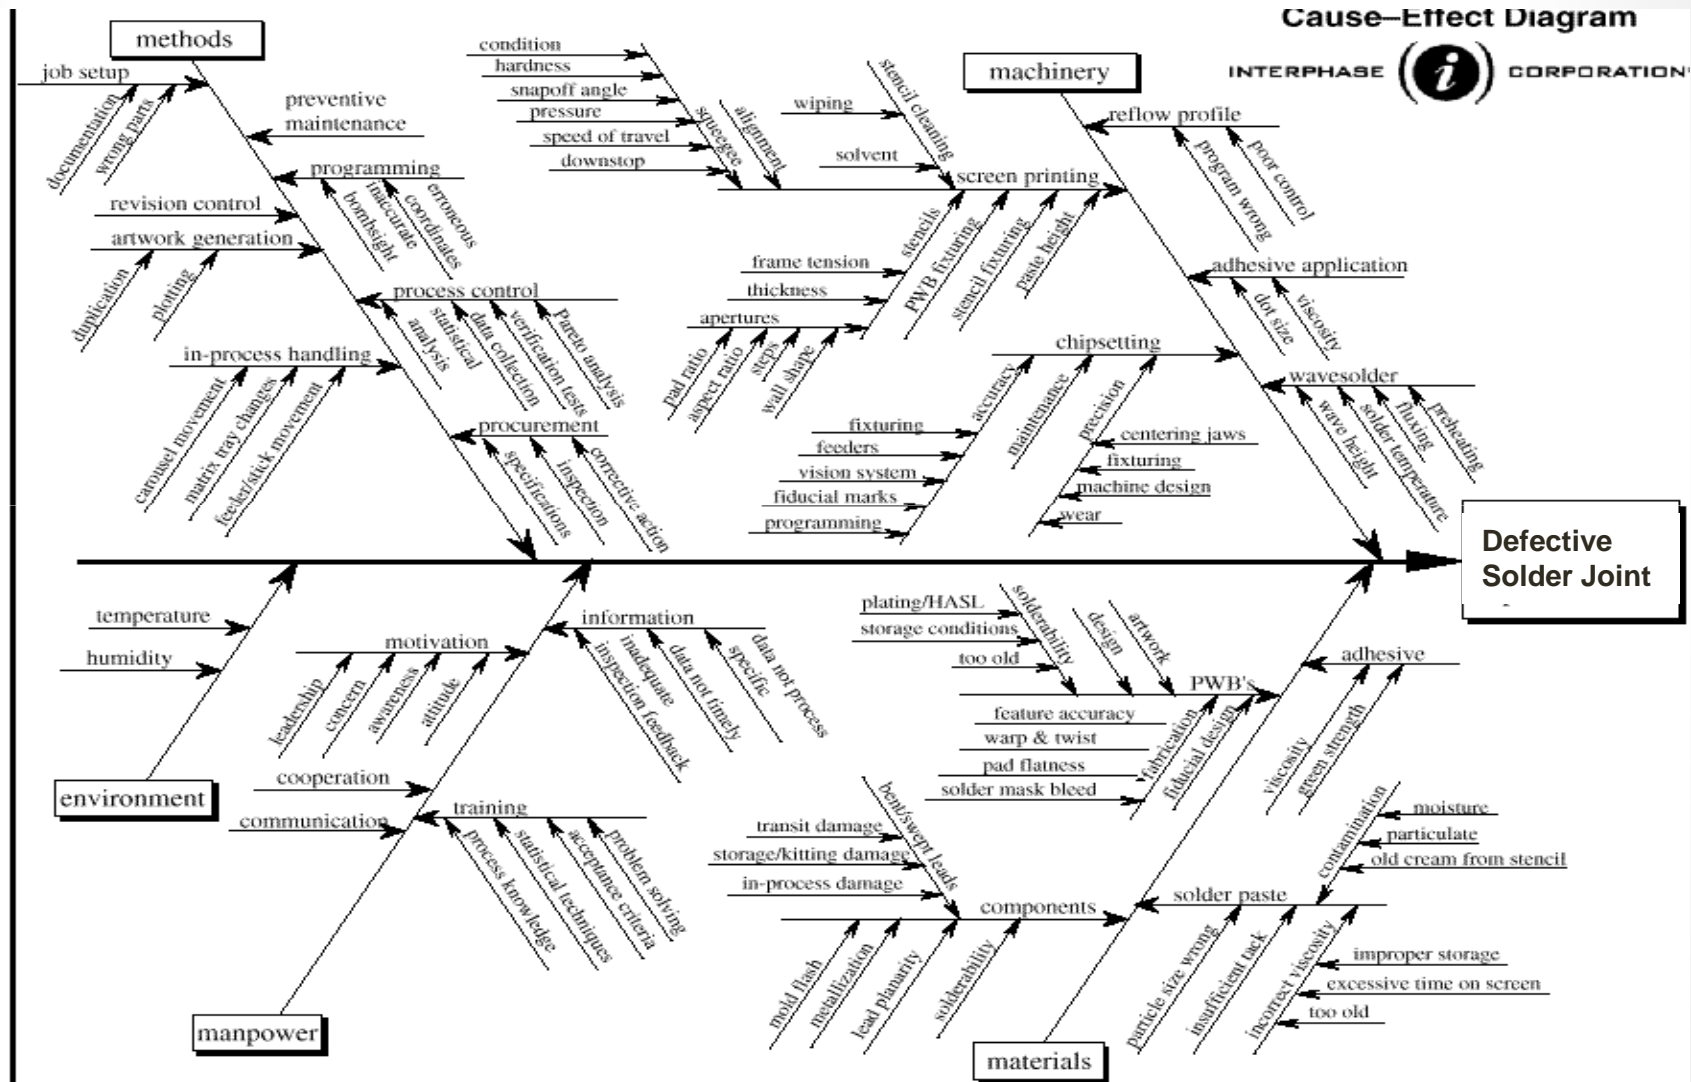 Cause–Effect Diagram
INTERPHASE i CORPORATION
methods
job setup
documentation
wrong parts
preventive
maintenance
programming
bombsight
inaccurate
coordinates
erroneous
revision control
artwork generation
duplication
plotting
process control
analysis
statistical
data collection
verification tests
Pareto analysis
in-process handling
carousel movement
matrix tray changes
feeder/stick movement
procurement
specifications
inspection
corrective action
machinery
condition
hardness
snapoff angle
pressure
speed of travel
downstop
squeegee
alignment
wiping
solvent
stencil cleaning
screen printing
stencils
PWB fixturing
stencil fixturing
paste height
frame tension
thickness
apertures
pad ratio
aspect ratio
steps
wall shape
reflow profile
program wrong
poor control
adhesive application
dot size
viscosity
chipsetting
accuracy
maintenance
precision
fixturing
feeders
vision system
fiducial marks
programming
centering jaws
fixturing
machine design
wear
wavesolder
wave height
solder temperature
fluxing
preheating
Defective
Solder Joint
environment
temperature
humidity
manpower
motivation
leadership
concern
awareness
attitude
information
inspection feedback
inadequate
data not timely
specific
data not process
cooperation
communication
training
process knowledge
statistical techniques
acceptance criteria
problem solving
materials
plating/HASL
storage conditions
too old
solderability
design
artwork
PWB's
feature accuracy
warp & twist
pad flatness
solder mask bleed
fabrication
fiducial design
adhesive
viscosity
green strength
transit damage
storage/kitting damage
in-process damage
bent/swept leads
components
mold flash
metallization
lead planarity
solderability
solder paste
contamination
moisture
particulate
old cream from stencil
particle size wrong
insufficient tack
incorrect viscosity
improper storage
excessive time on screen
too old